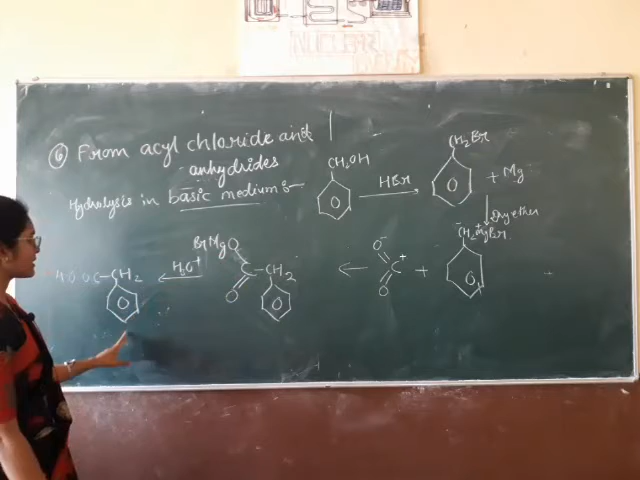 NUCLEAR
⑥ From acyl chloride and
anhydrides
Hydrolysis in basic medium :-
CH2OH
HBr
CH2Br
+ Mg
Dry ether
CH2MgBr
+
O-
C+
O
BrMgO
C-CH2
O
H3O+
HOOC-CH2